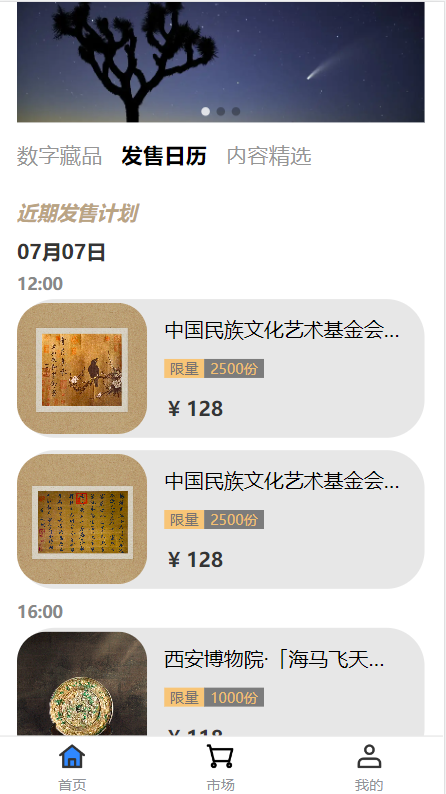 数字藏品 发售日历 内容精选
近期发售计划
07月07日
12:00
中国民族文化艺术基金会...
限量 2500份
¥ 128
中国民族文化艺术基金会...
限量 2500份
¥ 128
16:00
西安博物院·「海马飞天...
限量 1000份
¥ 118
首页 市场 我的